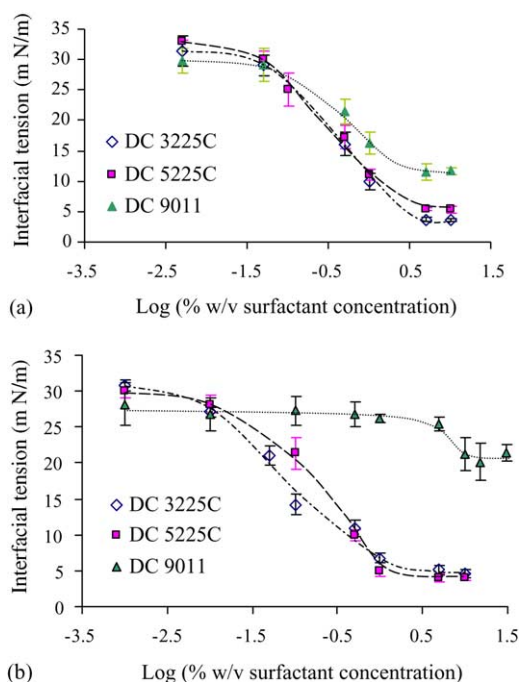 35
30
25
20
15
10
5
0
Interfacial tension (m N/m)
DC 3225C
DC 5225C
DC 9011
-3.5 -2.5 -1.5 -0.5 0.5 1.5
(a) Log (% w/v surfactant concentration)
35
30
25
20
15
10
5
0
Interfacial tension (m N/m)
DC 3225C
DC 5225C
DC 9011
-3.5 -2.5 -1.5 -0.5 0.5 1.5
(b) Log (% w/v surfactant concentration)